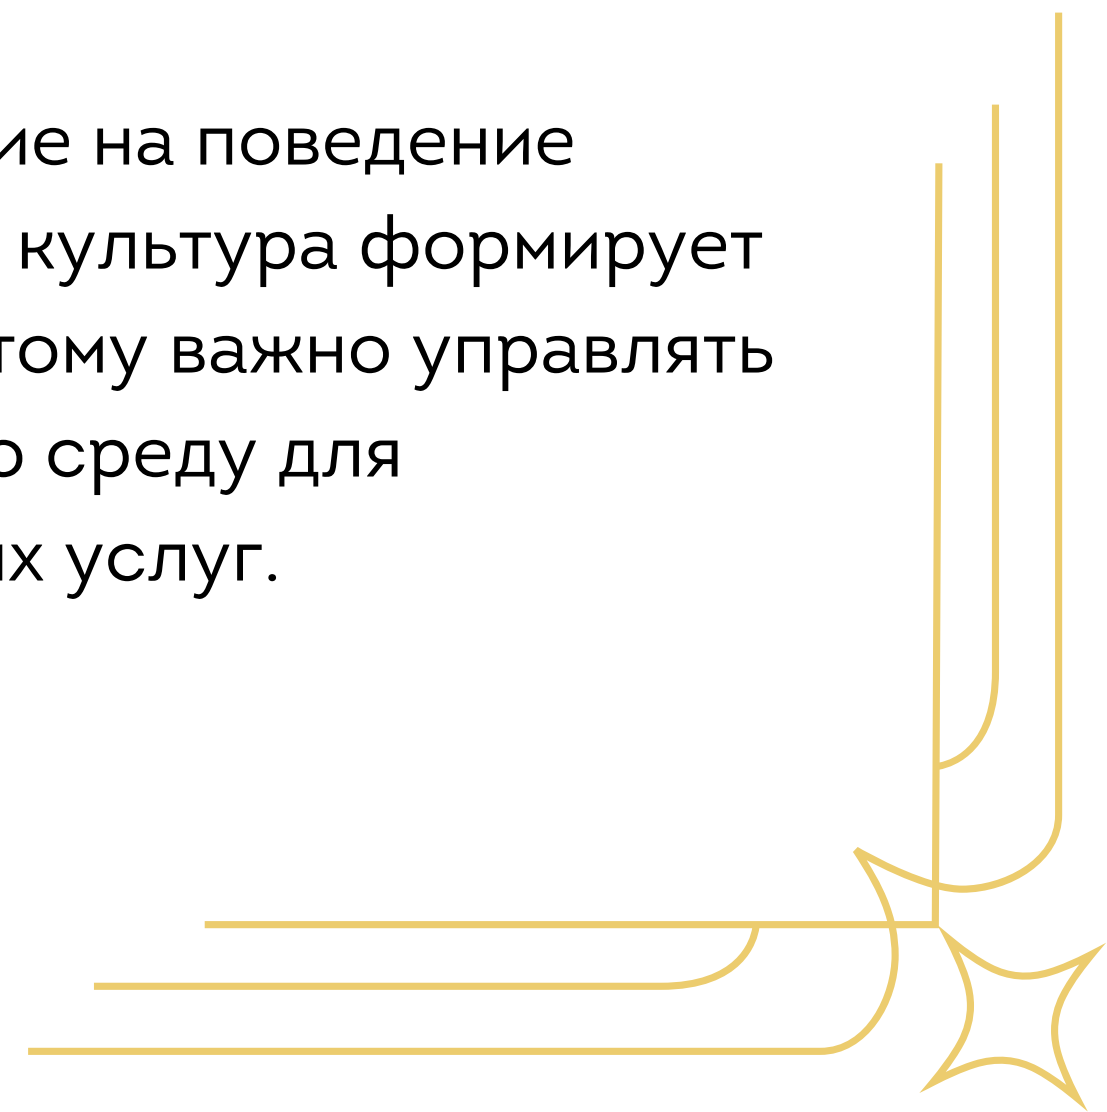 ие на поведение
культура формирует
тому важно управлять
о среду для
х услуг.